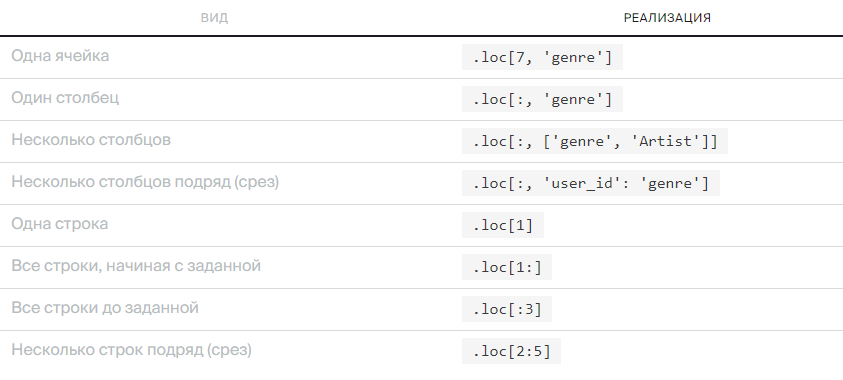 ВИД РЕАЛИЗАЦИЯ
Одна ячейка .loc[7, 'genre']
Один столбец .loc[:, 'genre']
Несколько столбцов .loc[:, ['genre', 'Artist']]
Несколько столбцов подряд (срез) .loc[:, 'user_id': 'genre']
Одна строка .loc[1]
Все строки, начиная с заданной .loc[1:]
Все строки до заданной .loc[:3]
Несколько строк подряд (срез) .loc[2:5]